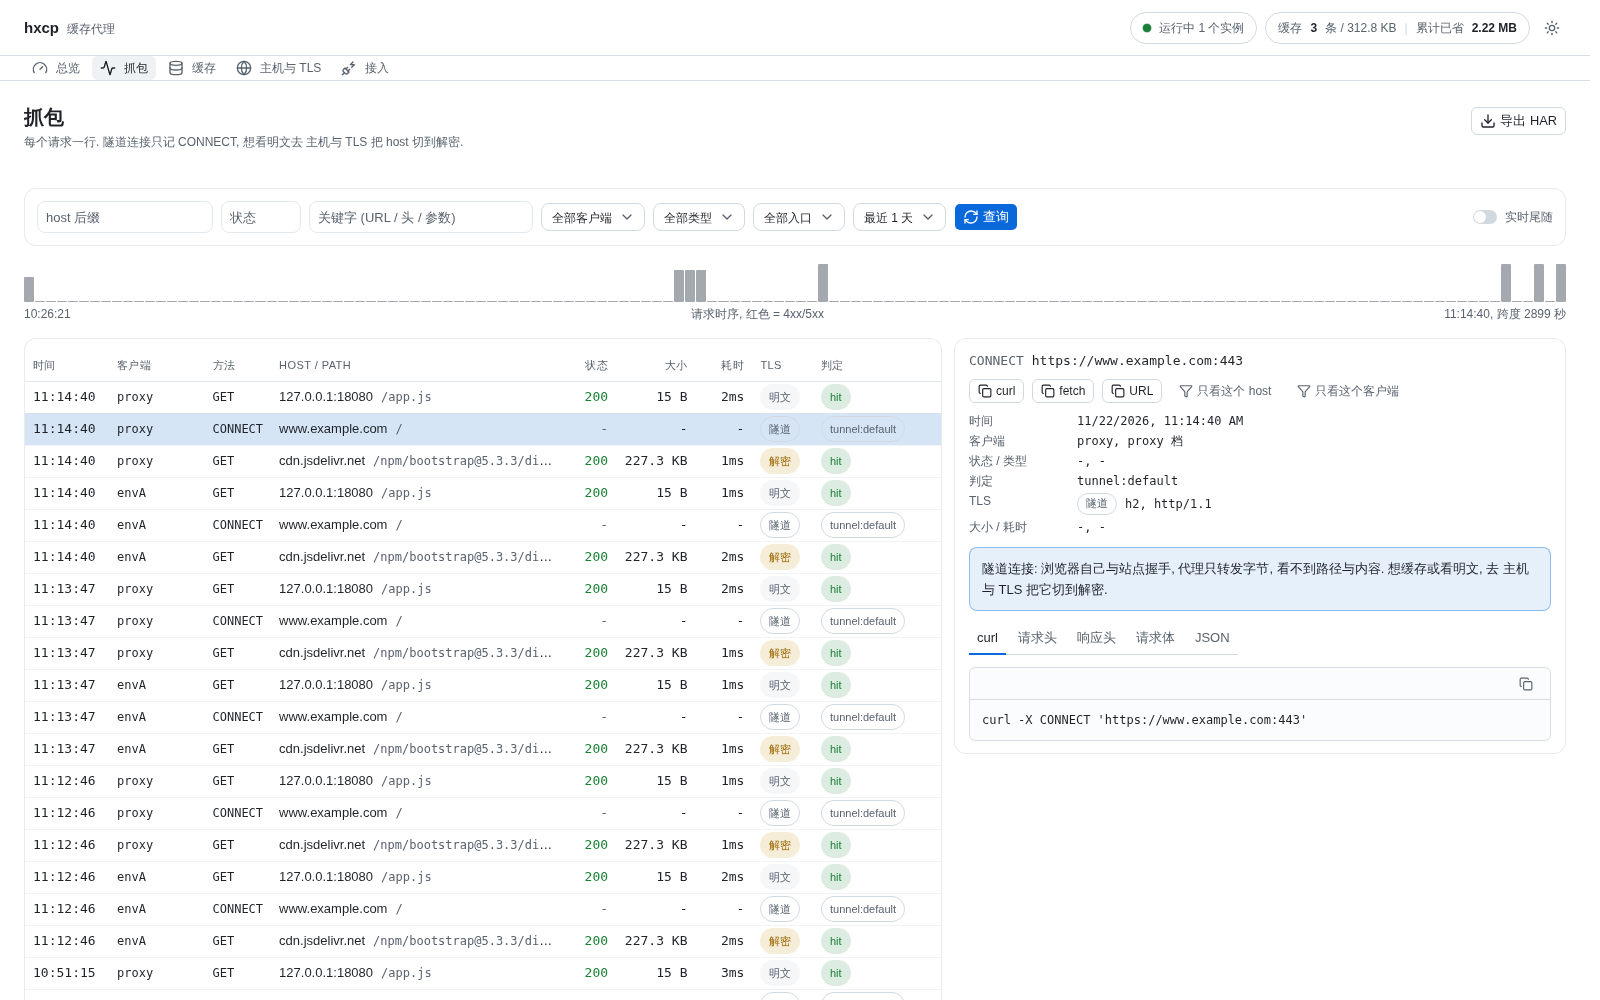 hxcp 缓存代理
运行中 1 个实例
缓存 3 条 / 312.8 KB | 累计已省 2.22 MB
总览 抓包 缓存 主机与 TLS 接入
抓包
每个请求一行. 隧道连接只记 CONNECT, 想看明文去 主机与 TLS 把 host 切到解密.
导出 HAR
host 后缀 状态 关键字 (URL / 头 / 参数) 全部客户端 全部类型 全部入口 最近 1 天 查询 实时尾随
10:26:21 请求时序, 红色 = 4xx/5xx 11:14:40, 跨度 2899 秒
时间 客户端 方法 HOST / PATH 状态 大小 耗时 TLS 判定
11:14:40 proxy GET 127.0.0.1:18080 /app.js 200 15 B 2ms 明文 hit
11:14:40 proxy CONNECT www.example.com / - - - 隧道 tunnel:default
11:14:40 proxy GET cdn.jsdelivr.net /npm/bootstrap@5.3.3/di… 200 227.3 KB 1ms 解密 hit
11:14:40 envA GET 127.0.0.1:18080 /app.js 200 15 B 1ms 明文 hit
11:14:40 envA CONNECT www.example.com / - - - 隧道 tunnel:default
11:14:40 envA GET cdn.jsdelivr.net /npm/bootstrap@5.3.3/di… 200 227.3 KB 2ms 解密 hit
11:13:47 proxy GET 127.0.0.1:18080 /app.js 200 15 B 2ms 明文 hit
11:13:47 proxy CONNECT www.example.com / - - - 隧道 tunnel:default
11:13:47 proxy GET cdn.jsdelivr.net /npm/bootstrap@5.3.3/di… 200 227.3 KB 1ms 解密 hit
11:13:47 envA GET 127.0.0.1:18080 /app.js 200 15 B 1ms 明文 hit
11:13:47 envA CONNECT www.example.com / - - - 隧道 tunnel:default
11:13:47 envA GET cdn.jsdelivr.net /npm/bootstrap@5.3.3/di… 200 227.3 KB 1ms 解密 hit
11:12:46 proxy GET 127.0.0.1:18080 /app.js 200 15 B 1ms 明文 hit
11:12:46 proxy CONNECT www.example.com / - - - 隧道 tunnel:default
11:12:46 proxy GET cdn.jsdelivr.net /npm/bootstrap@5.3.3/di… 200 227.3 KB 1ms 解密 hit
11:12:46 envA GET 127.0.0.1:18080 /app.js 200 15 B 2ms 明文 hit
11:12:46 envA CONNECT www.example.com / - - - 隧道 tunnel:default
11:12:46 envA GET cdn.jsdelivr.net /npm/bootstrap@5.3.3/di… 200 227.3 KB 2ms 解密 hit
10:51:15 proxy GET 127.0.0.1:18080 /app.js 200 15 B 3ms 明文 hit
CONNECT https://www.example.com:443
curl fetch URL 只看这个 host 只看这个客户端
时间 11/22/2026, 11:14:40 AM
客户端 proxy, proxy 档
状态 / 类型 -, -
判定 tunnel:default
TLS 隧道 h2, http/1.1
大小 / 耗时 -, -
隧道连接: 浏览器自己与站点握手, 代理只转发字节, 看不到路径与内容. 想缓存或看明文, 去 主机
与 TLS 把它切到解密.
curl 请求头 响应头 请求体 JSON
curl -X CONNECT 'https://www.example.com:443'